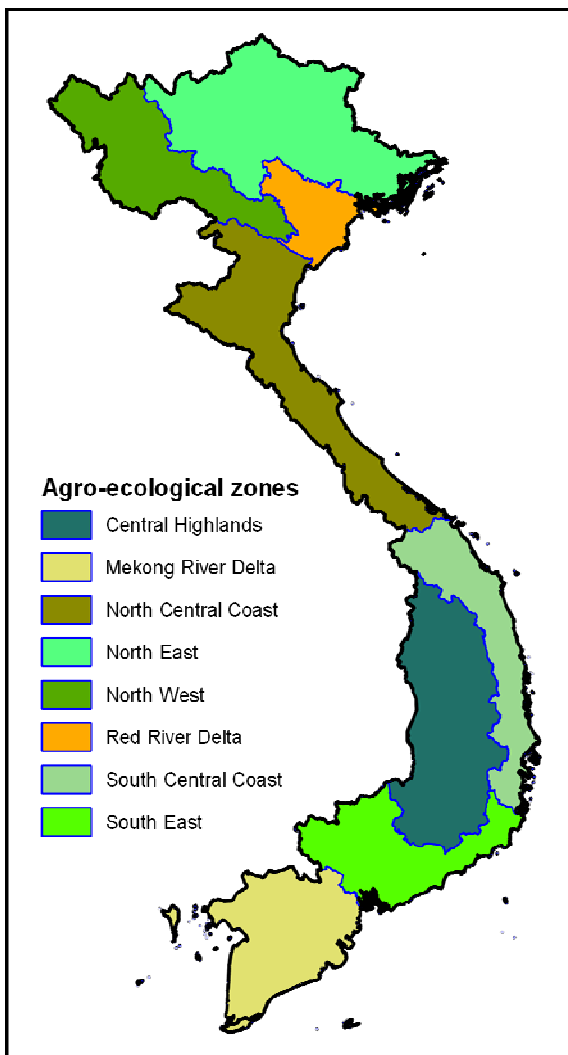 Agro-ecological zones
Central Highlands
Mekong River Delta
North Central Coast
North East
North West
Red River Delta
South Central Coast
South East